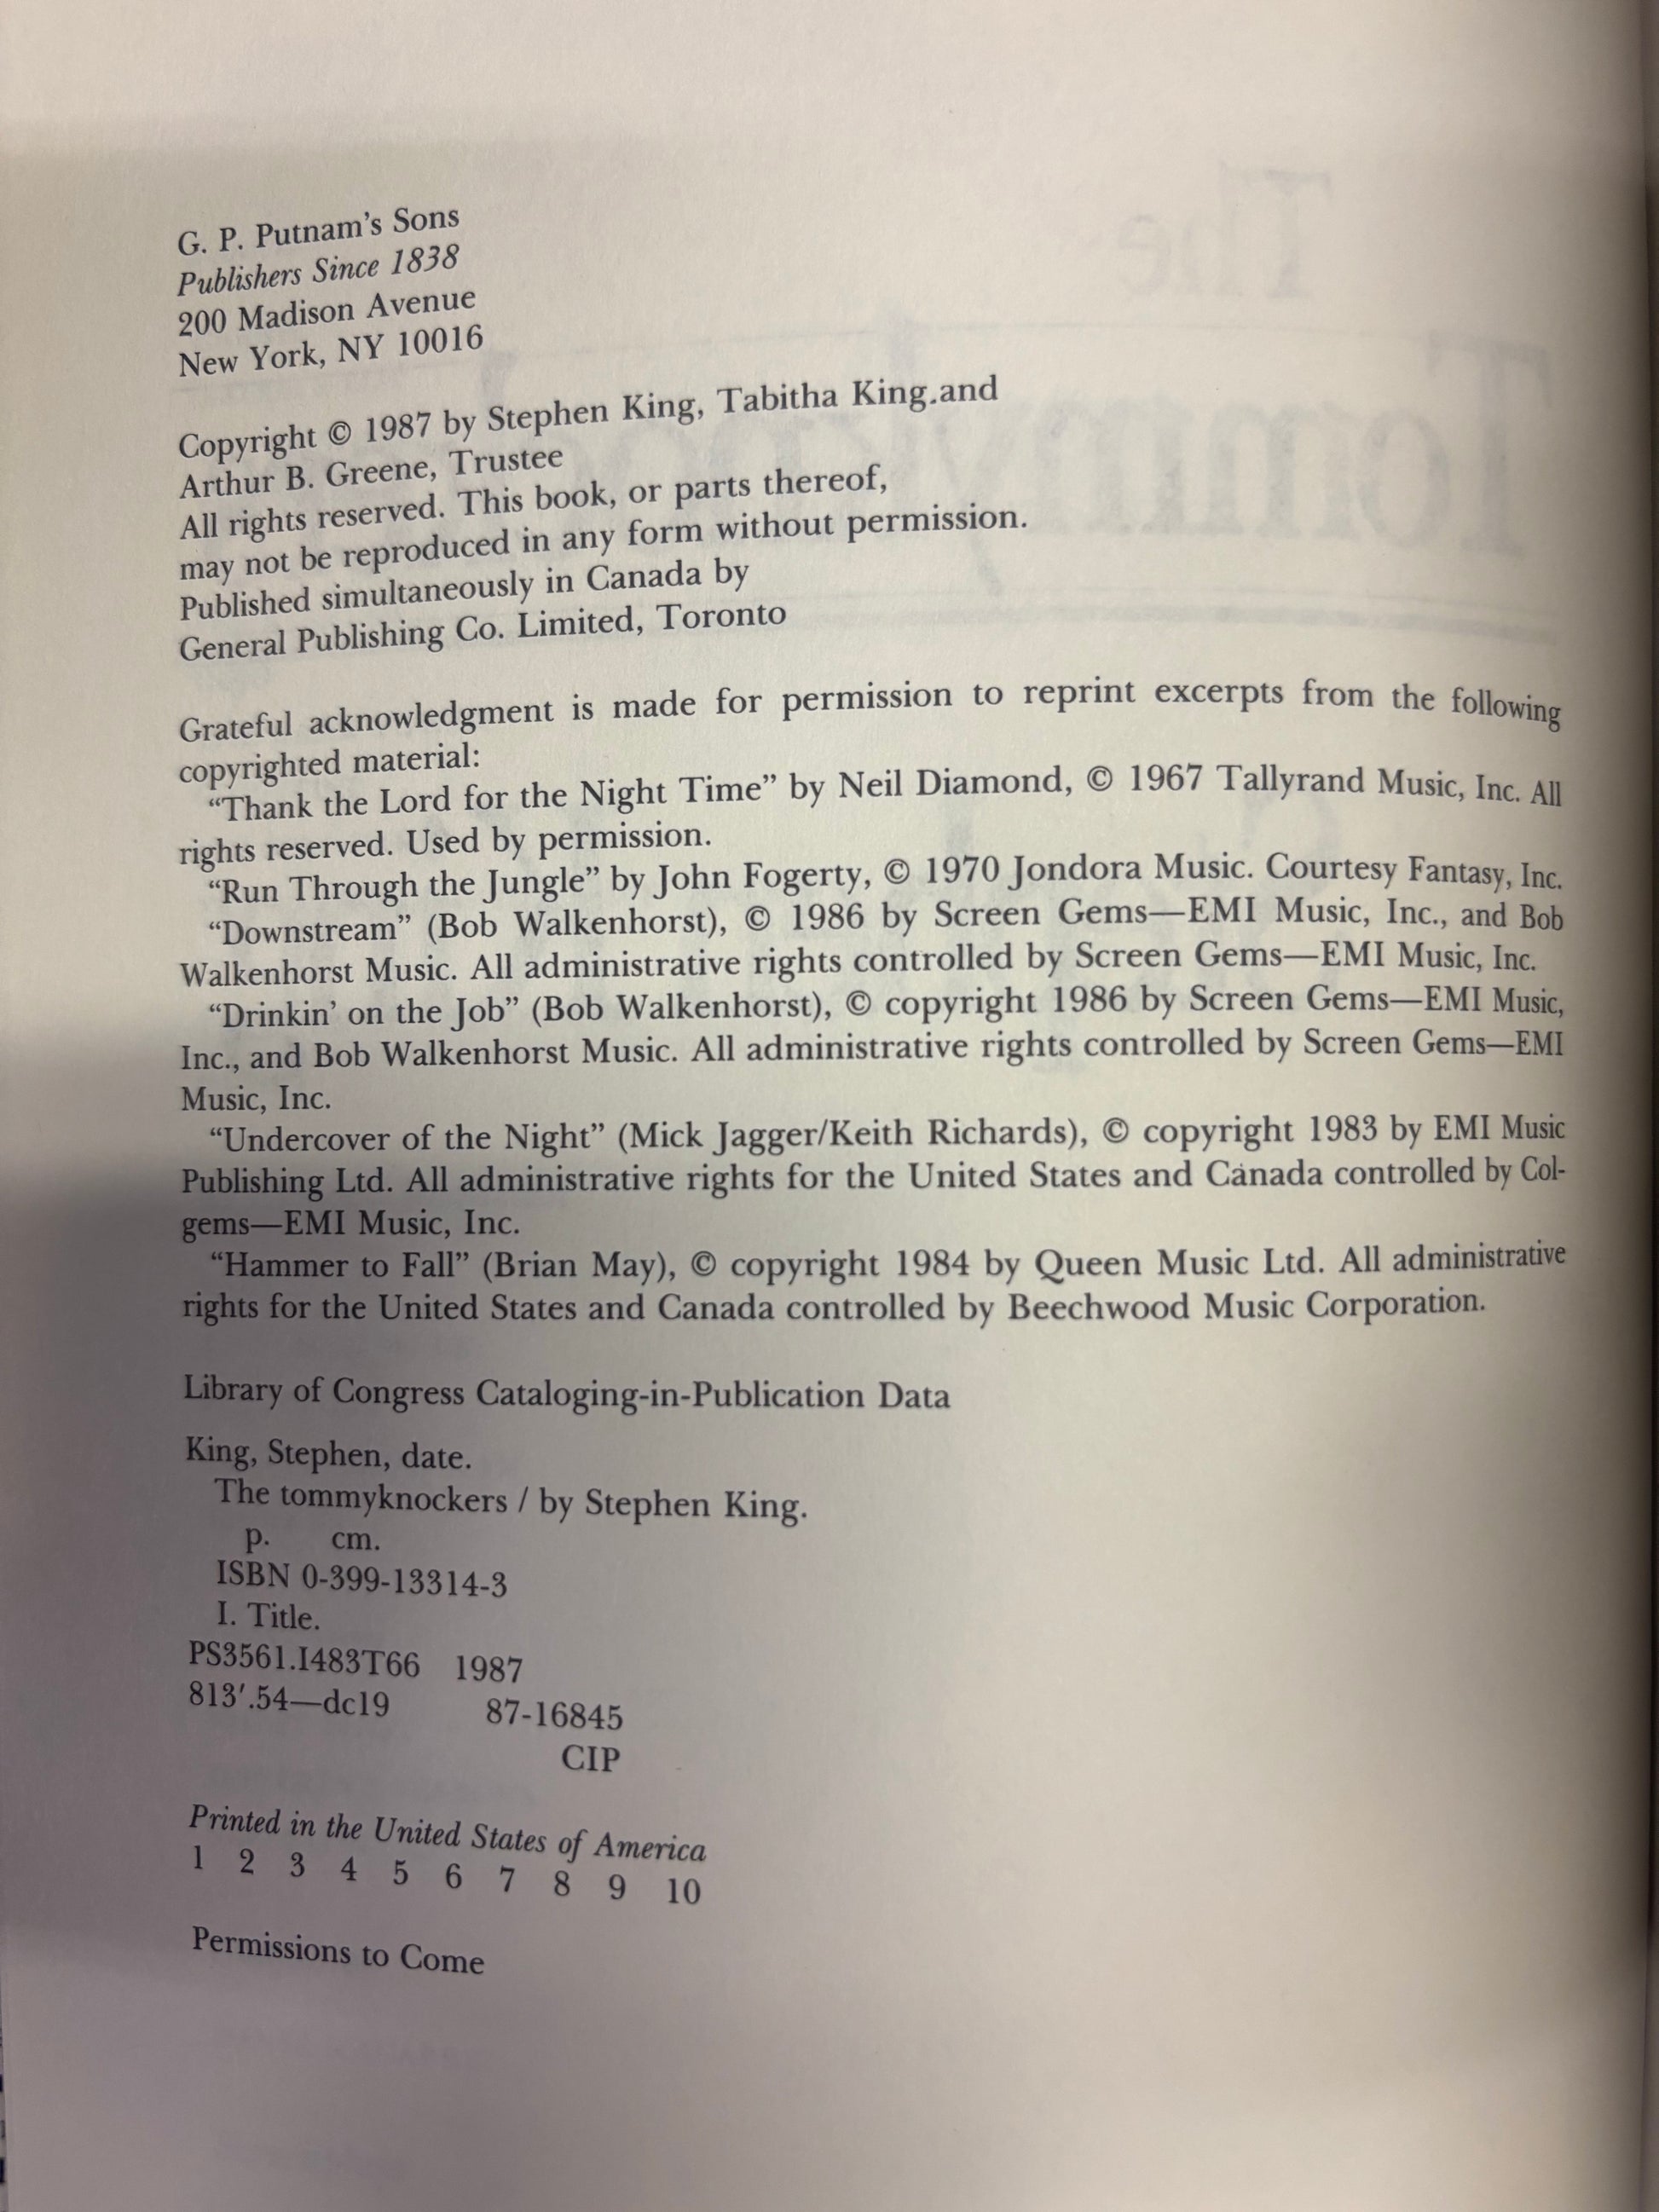 G. P. Putnam's Sons
Publishers Since 1838
200 Madison Avenue
New York, NY 10016
Copyright © 1987 by Stephen King, Tabitha King.and
Arthur B. Greene, Trustee
All rights reserved. This book, or parts thereof,
may not be reproduced in any form without permission.
Published simultaneously in Canada by
General Publishing Co. Limited, Toronto
Grateful acknowledgment is made for permission to reprint excerpts from the following
copyrighted material:
“Thank the Lord for the Night Time” by Neil Diamond, © 1967 Tallyrand Music, Inc. All
rights reserved. Used by permission.
“Run Through the Jungle” by John Fogerty, © 1970 Jondora Music. Courtesy Fantasy, Inc.
“Downstream” (Bob Walkenhorst), © 1986 by Screen Gems—EMI Music, Inc., and Bob
Walkenhorst Music. All administrative rights controlled by Screen Gems—EMI Music, Inc.
“Drinkin’ on the Job” (Bob Walkenhorst), © copyright 1986 by Screen Gems—EMI Music,
Inc., and Bob Walkenhorst Music. All administrative rights controlled by Screen Gems—EMI
Music, Inc.
“Undercover of the Night” (Mick Jagger/Keith Richards), © copyright 1983 by EMI Music
Publishing Ltd. All administrative rights for the United States and Canada controlled by Col-
gems—EMI Music, Inc.
“Hammer to Fall” (Brian May), © copyright 1984 by Queen Music Ltd. All administrative
rights for the United States and Canada controlled by Beechwood Music Corporation.
Library of Congress Cataloging-in-Publication Data
King, Stephen, date.
The tommyknockers / by Stephen King.
p. cm.
ISBN 0-399-13314-3
I. Title.
PS3561.I483T66 1987
813′.54—dc19 87-16845
CIP
Printed in the United States of America
1 2 3 4 5 6 7 8 9 10
Permissions to Come